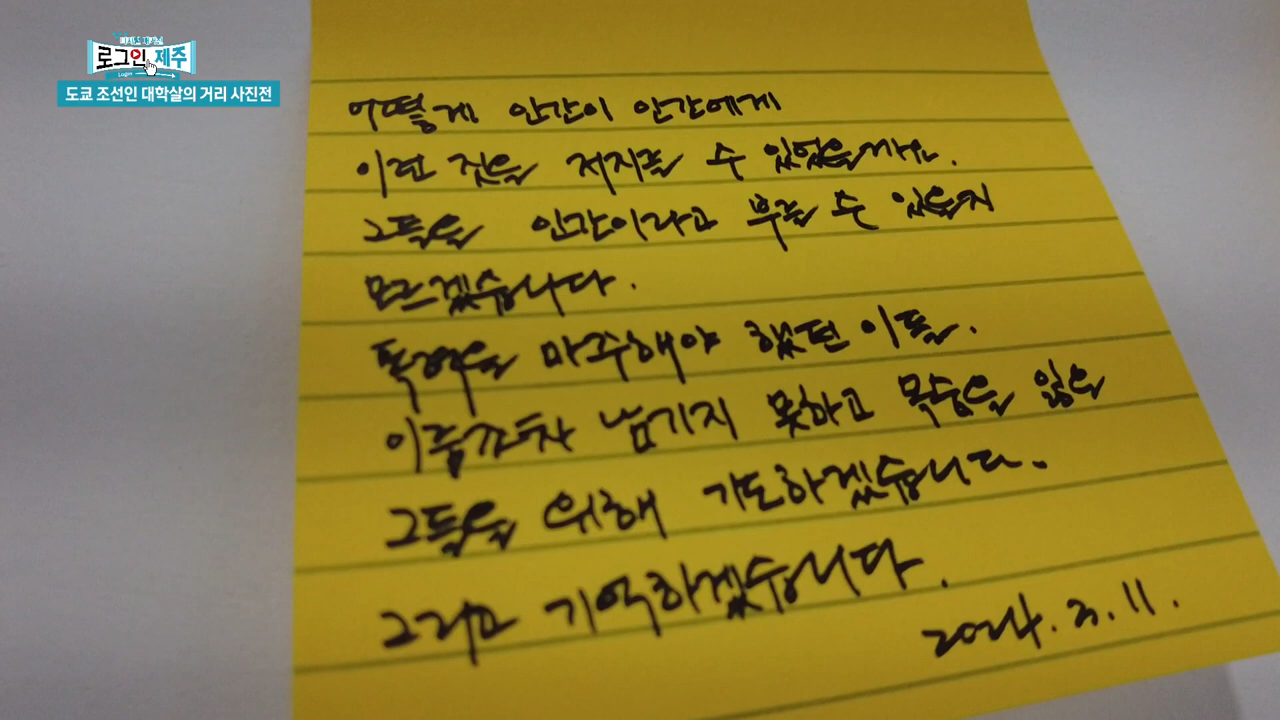 로그인 제주
Login
도쿄 조선인 대학살의 거리 사진전
어떻게 인간이 인간에게
이런 짓을 저지를 수 있었을까요.
그들을 인간이라고 부를 수 있을지
모르겠습니다.
폭력을 마주해야 했던 이들.
이름감차 남기지 못하고 목숨을 잃은
그들을 위해 기도하겠습니다.
그리고 기억하겠습니다.
2024. 3. 11.